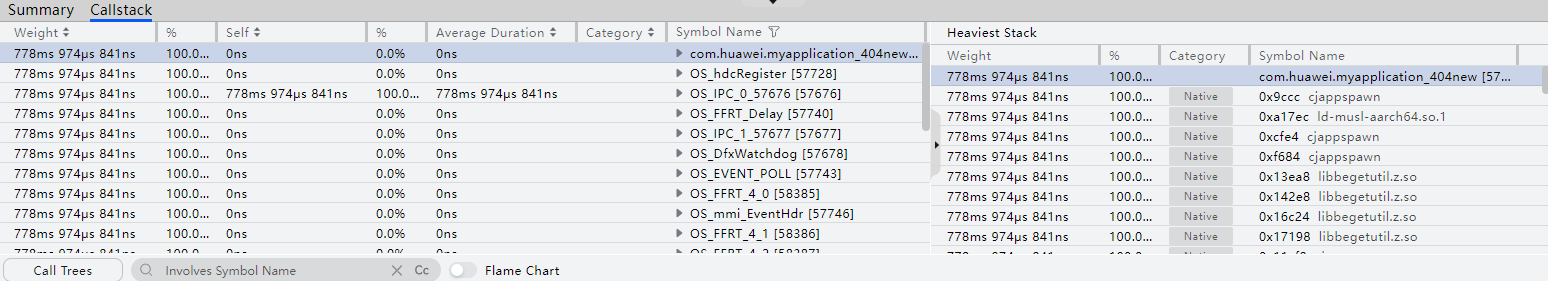 Summary Callstack
Weight % Self % Average Duration Category Symbol Name
778ms 974μs 841ns 100.0... 0ns 0.0% 0ns com.huawei.myapplication_404new...
778ms 974μs 841ns 100.0... 0ns 0.0% 0ns OS_hdcRegister [57728]
778ms 974μs 841ns 100.0... 778ms 974μs 841ns 100.0... 778ms 974μs 841ns OS_IPC_0_57676 [57676]
778ms 974μs 841ns 100.0... 0ns 0.0% 0ns OS_FFRT_Delay [57740]
778ms 974μs 841ns 100.0... 0ns 0.0% 0ns OS_IPC_1_57677 [57677]
778ms 974μs 841ns 100.0... 0ns 0.0% 0ns OS_DfxWatchdog [57678]
778ms 974μs 841ns 100.0... 0ns 0.0% 0ns OS_EVENT_POLL [57743]
778ms 974μs 841ns 100.0... 0ns 0.0% 0ns OS_FFRT_4_0 [58385]
778ms 974μs 841ns 100.0... 0ns 0.0% 0ns OS_mmi_EventHdr [57746]
778ms 974μs 841ns 100.0... 0ns 0.0% 0ns OS_FFRT_4_1 [58386]
Heaviest Stack
Weight % Category Symbol Name
778ms 974μs 841ns 100.0... com.huawei.myapplication_404new [57...
778ms 974μs 841ns 100.0... Native 0x9ccc cjappspawn
778ms 974μs 841ns 100.0... Native 0xa17ec ld-musl-aarch64.so.1
778ms 974μs 841ns 100.0... Native 0xcfe4 cjappspawn
778ms 974μs 841ns 100.0... Native 0xf684 cjappspawn
778ms 974μs 841ns 100.0... Native 0x13ea8 libbegetutil.z.so
778ms 974μs 841ns 100.0... Native 0x142e8 libbegetutil.z.so
778ms 974μs 841ns 100.0... Native 0x16c24 libbegetutil.z.so
778ms 974μs 841ns 100.0... Native 0x17198 libbegetutil.z.so
Call Trees Involves Symbol Name Cc Flame Chart